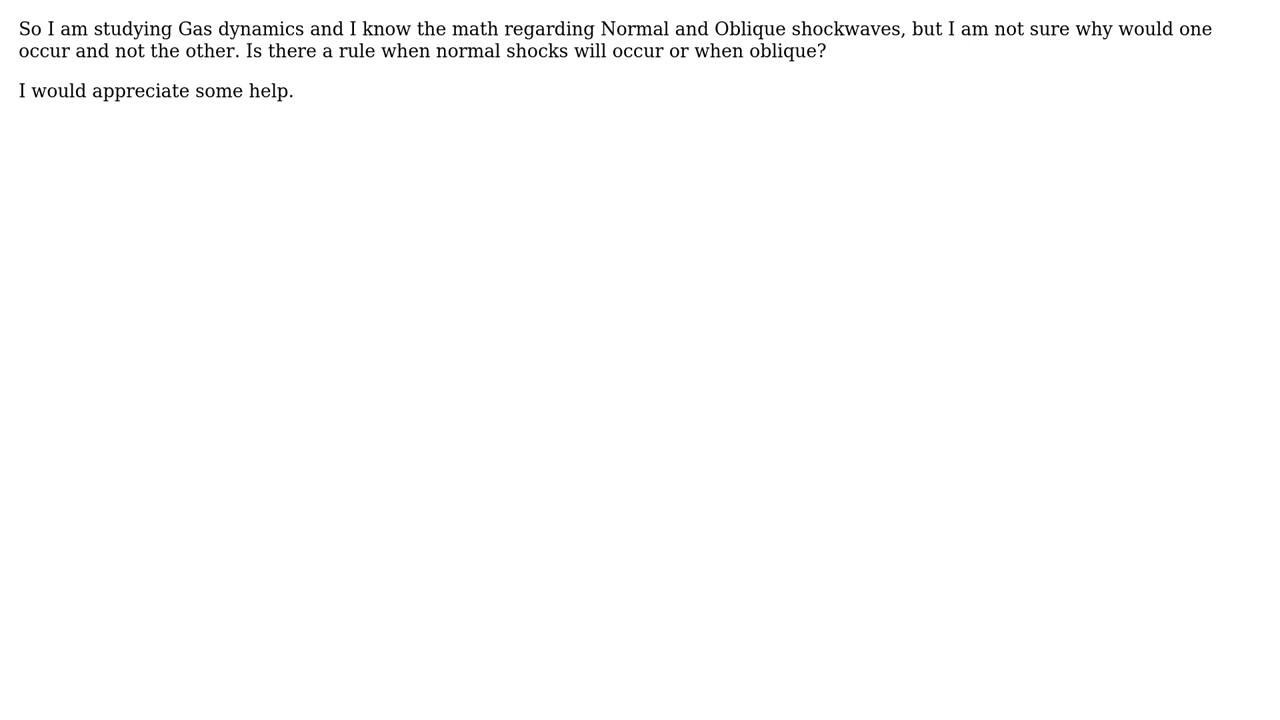 So I am studying Gas dynamics and I know the math regarding Normal and Oblique shockwaves, but I am not sure why would one
occur and not the other. Is there a rule when normal shocks will occur or when oblique?
I would appreciate some help.